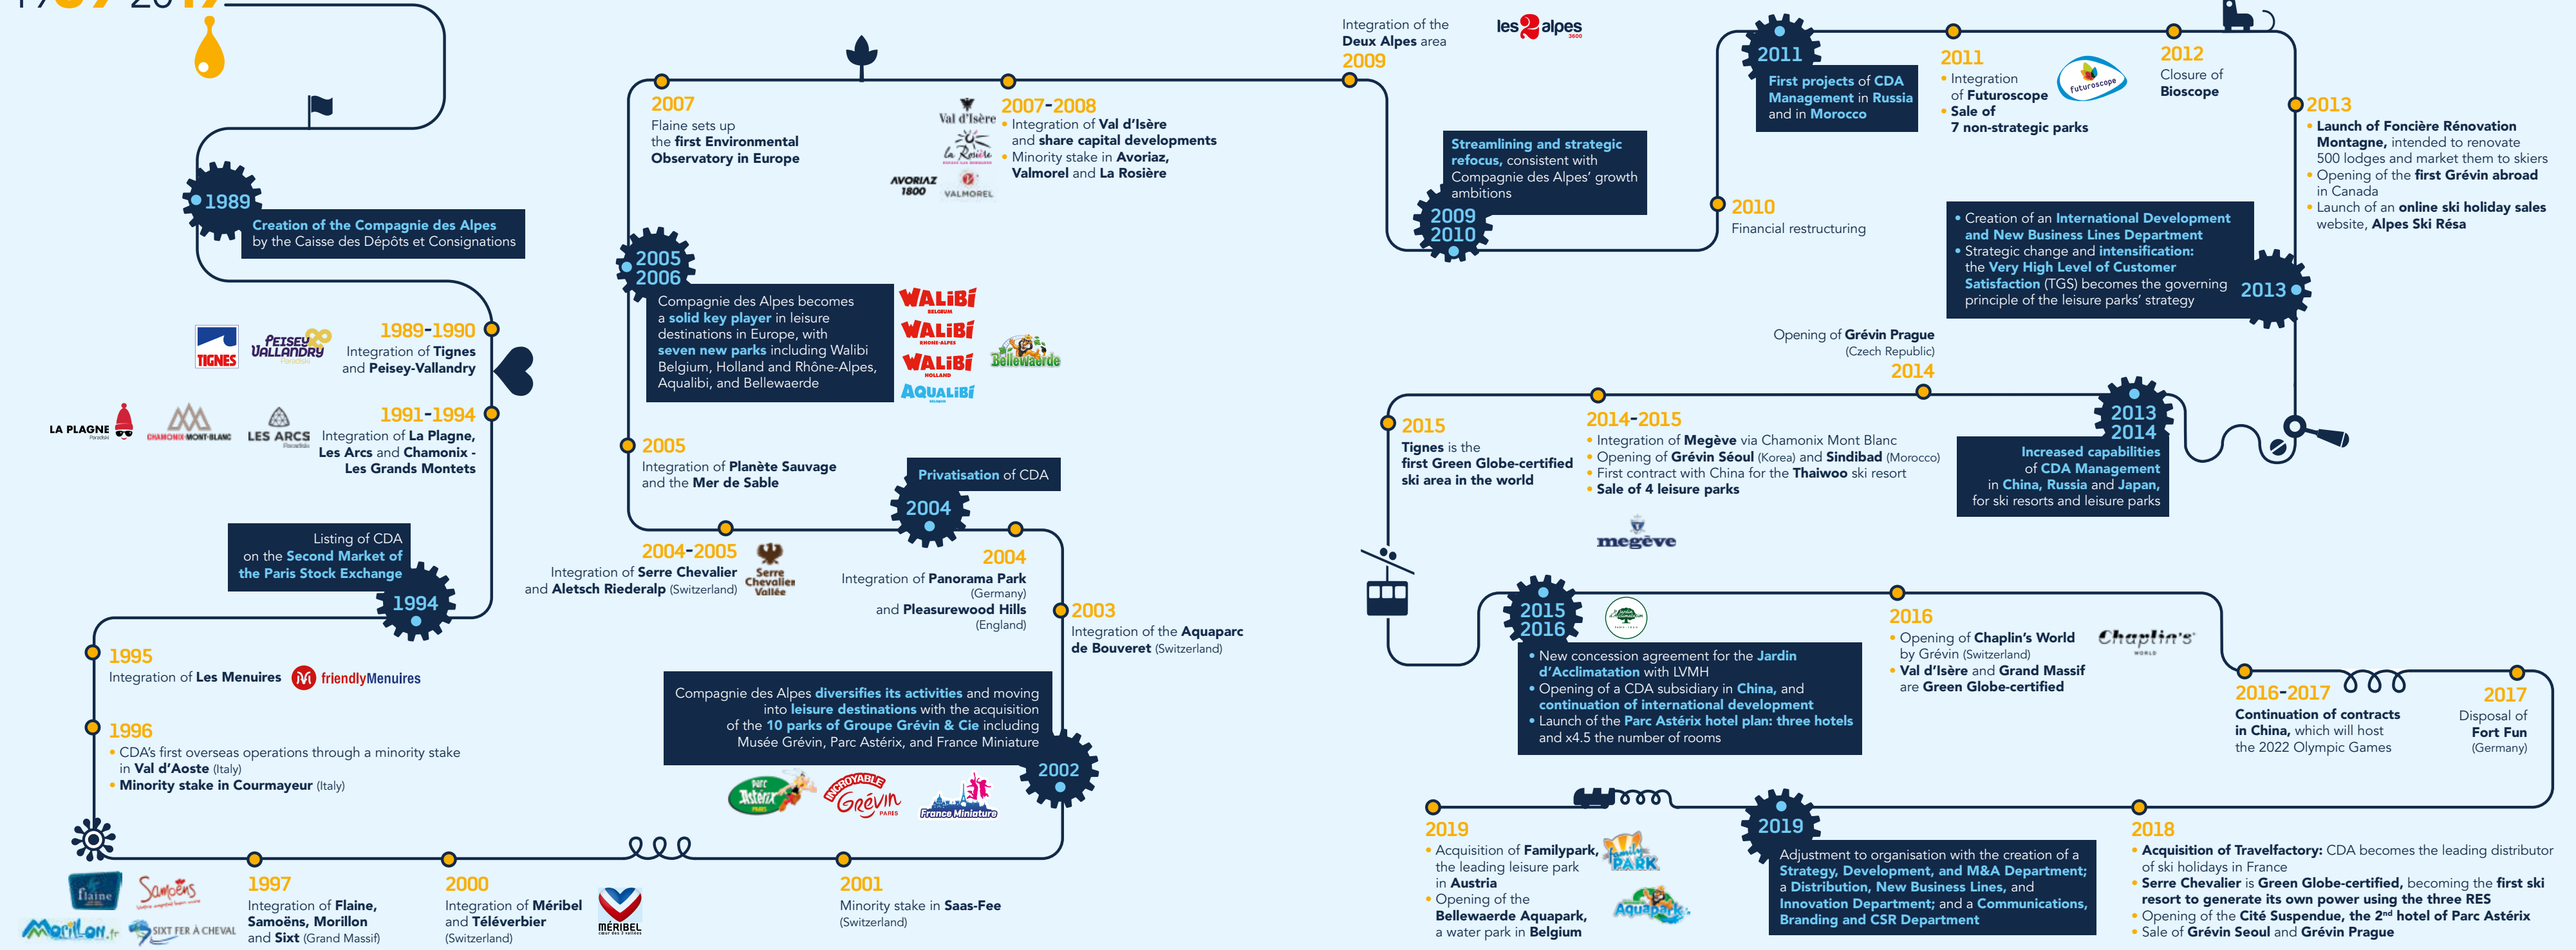 1989-2019
1989
Creation of the Compagnie des Alpes
by the Caisse des Dépôts et Consignations
TIGNES
PEISEY
VALLANDRY
Paradiski
1989-1990
Integration of Tignes
and Peisey-Vallandry
LA PLAGNE
Paradiski
CHAMONIX-MONT-BLANC
LES ARCS
Paradiski
1991-1994
Integration of La Plagne,
Les Arcs and Chamonix -
Les Grands Montets
Listing of CDA
on the Second Market of
the Paris Stock Exchange
1994
1995
Integration of Les Menuires
friendlyMenuires
1996
• CDA's first overseas operations through a minority stake
in Val d'Aoste (Italy)
• Minority stake in Courmayeur (Italy)
flaine
Samoëns
Morillon.fr
SIXT FER À CHEVAL
1997
Integration of Flaine,
Samoëns, Morillon
and Sixt (Grand Massif)
2000
Integration of Méribel
and Téléverbier
(Switzerland)
MÉRIBEL
cœur des 3 vallées
2001
Minority stake in Saas-Fee
(Switzerland)
Compagnie des Alpes diversifies its activities and moving
into leisure destinations with the acquisition
of the 10 parks of Groupe Grévin & Cie including
Musée Grévin, Parc Astérix, and France Miniature
2002
PARC
Astérix
PARIS
INCROYABLE
GRÉVIN
PARIS
France Miniature
2003
Integration of the Aquaparc
de Bouveret (Switzerland)
2004
Integration of Panorama Park
(Germany)
and Pleasurewood Hills
(England)
Privatisation of CDA
2004
2004-2005
Integration of Serre Chevalier
and Aletsch Riederalp (Switzerland)
Serre
Chevalier
Vallée
2005
Integration of Planète Sauvage
and the Mer de Sable
2005
2006
Compagnie des Alpes becomes
a solid key player in leisure
destinations in Europe, with
seven new parks including Walibi
Belgium, Holland and Rhône-Alpes,
Aqualibi, and Bellewaerde
WALiBi
BELGIUM
WALiBi
RHONE-ALPES
WALiBi
HOLLAND
AQUALiBi
Bellewaerde
2007
Flaine sets up
the first Environmental
Observatory in Europe
Val d'Isère
la Rosière
AVORIAZ
1800
VALMOREL
2007-2008
• Integration of Val d'Isère
and share capital developments
• Minority stake in Avoriaz,
Valmorel and La Rosière
Integration of the
Deux Alpes area
2009
les2alpes
3600
Streamlining and strategic
refocus, consistent with
Compagnie des Alpes' growth
ambitions
2009
2010
2010
Financial restructuring
2011
First projects of CDA
Management in Russia
and in Morocco
2011
• Integration
of Futuroscope
• Sale of
7 non-strategic parks
futuroscope
2012
Closure of
Bioscope
2013
• Launch of Foncière Rénovation
Montagne, intended to renovate
500 lodges and market them to skiers
• Opening of the first Grévin abroad
in Canada
• Launch of an online ski holiday sales
website, Alpes Ski Résa
• Creation of an International Development
and New Business Lines Department
• Strategic change and intensification:
the Very High Level of Customer
Satisfaction (TGS) becomes the governing
principle of the leisure parks' strategy
2013
2013
2014
Increased capabilities
of CDA Management
in China, Russia and Japan,
for ski resorts and leisure parks
Opening of Grévin Prague
(Czech Republic)
2014
2014-2015
• Integration of Megève via Chamonix Mont Blanc
• Opening of Grévin Séoul (Korea) and Sindibad (Morocco)
• First contract with China for the Thaiwoo ski resort
• Sale of 4 leisure parks
megève
2015
Tignes is the
first Green Globe-certified
ski area in the world
2015
2016
• New concession agreement for the Jardin
d'Acclimatation with LVMH
• Opening of a CDA subsidiary in China, and
continuation of international development
• Launch of the Parc Astérix hotel plan: three hotels
and x4.5 the number of rooms
2016
• Opening of Chaplin's World
by Grévin (Switzerland)
• Val d'Isère and Grand Massif
are Green Globe-certified
Chaplin's
WORLD
2016-2017
Continuation of contracts
in China, which will host
the 2022 Olympic Games
2017
Disposal of
Fort Fun
(Germany)
2018
• Acquisition of Travelfactory: CDA becomes the leading distributor
of ski holidays in France
• Serre Chevalier is Green Globe-certified, becoming the first ski
resort to generate its own power using the three RES
• Opening of the Cité Suspendue, the 2nd hotel of Parc Astérix
• Sale of Grévin Seoul and Grévin Prague
2019
Adjustment to organisation with the creation of a
Strategy, Development, and M&A Department;
a Distribution, New Business Lines, and
Innovation Department; and a Communications,
Branding and CSR Department
2019
• Acquisition of Familypark,
the leading leisure park
in Austria
• Opening of the
Bellewaerde Aquapark,
a water park in Belgium
family
PARK
Aquapark